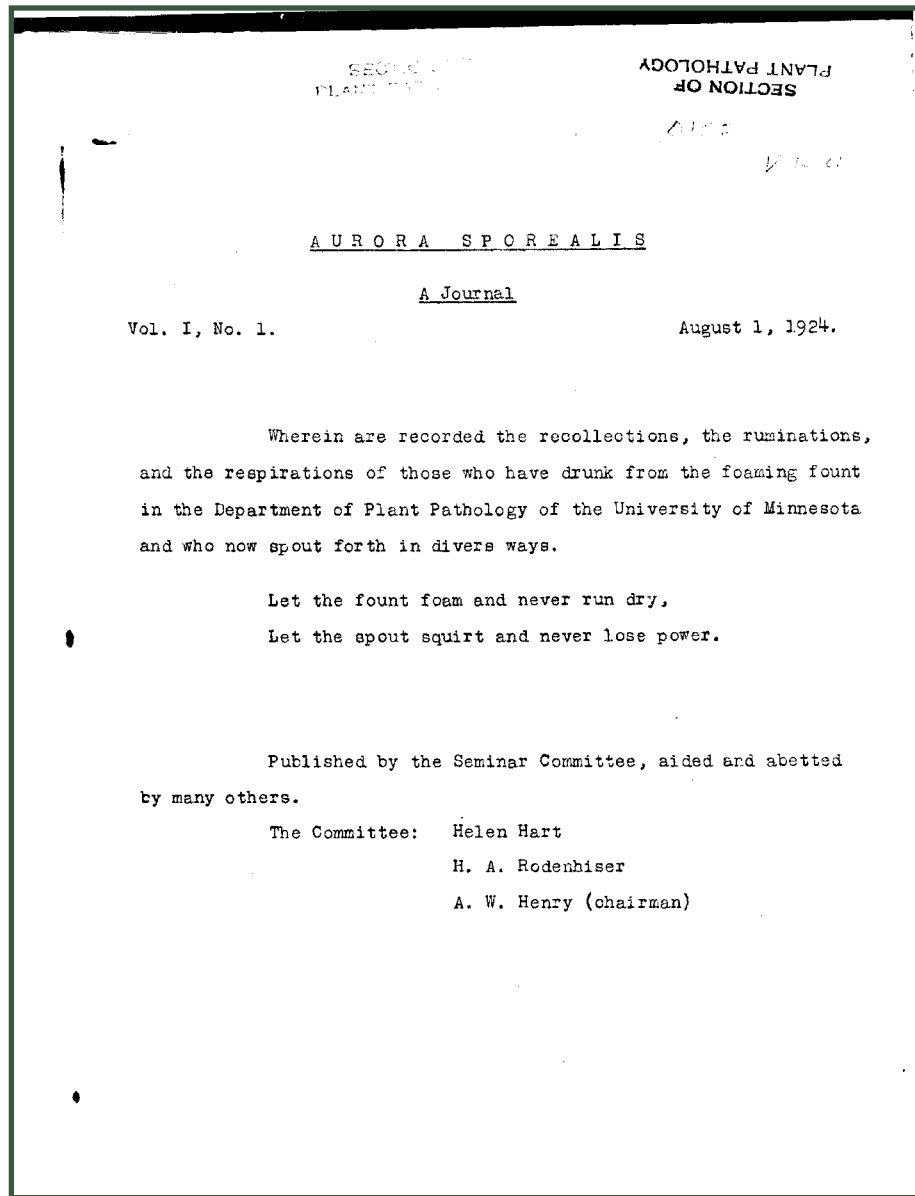 SECTION OF
PLANT PATHOLOGY
A U R O R A S P O R E A L I S
A Journal
Vol. I, No. 1.
August 1, 1924.
Wherein are recorded the recollections, the ruminations,
and the respirations of those who have drunk from the foaming fount
in the Department of Plant Pathology of the University of Minnesota
and who now spout forth in divers ways.
Let the fount foam and never run dry,
Let the spout squirt and never lose power.
Published by the Seminar Committee, aided and abetted
by many others.
The Committee: Helen Hart
H. A. Rodenhiser
A. W. Henry (chairman)